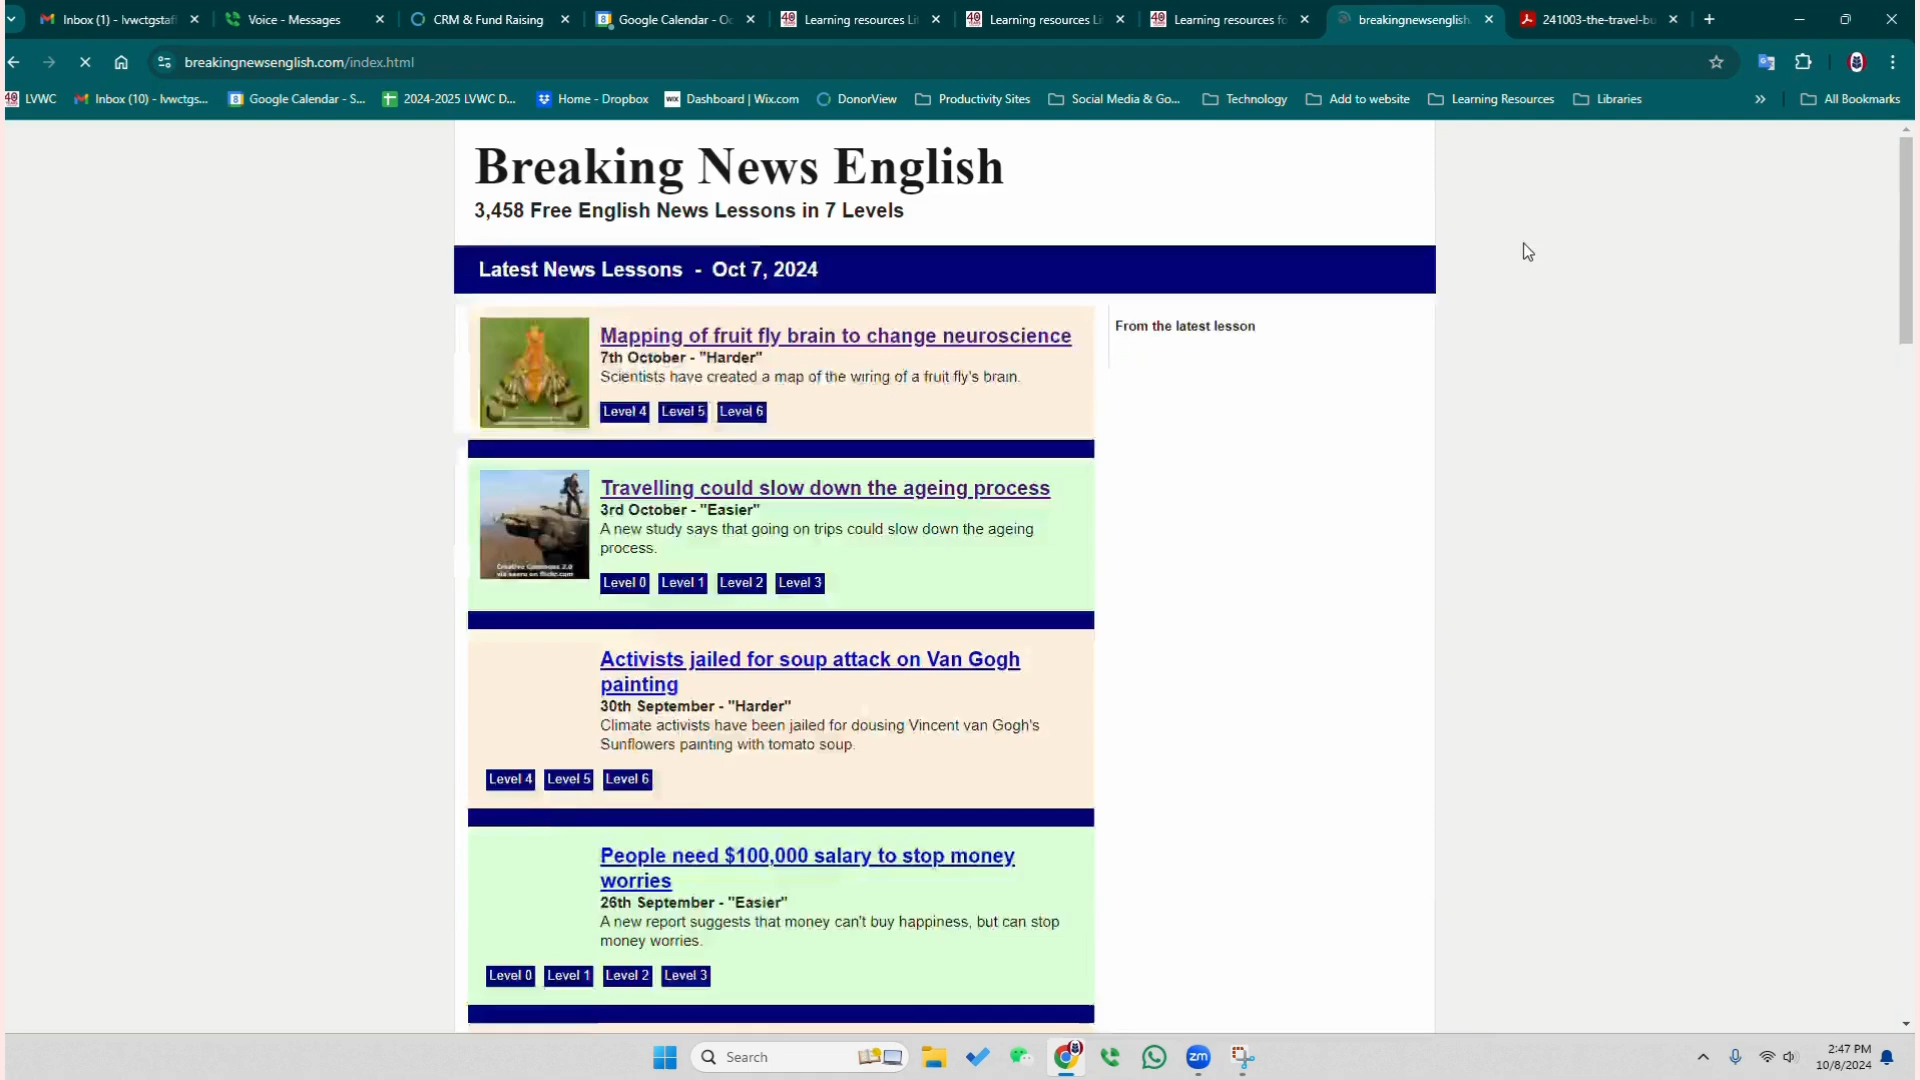 Inbox (1) - lvwctgstaf
Voice - Messages
CRM & Fund Raising
Google Calendar - Oc
Learning resources Li
Learning resources Li
Learning resources fo
breakingnewsenglish.
241003-the-travel-bu
breakingnewsenglish.com/index.html
LVWC
Inbox (10) - lvwctgs...
Google Calendar - S...
2024-2025 LVWC D...
Home - Dropbox
WIX
Dashboard | Wix.com
DonorView
Productivity Sites
Social Media & Go...
Technology
Add to website
Learning Resources
Libraries
»
All Bookmarks
Breaking News English
3,458 Free English News Lessons in 7 Levels
Latest News Lessons - Oct 7, 2024
Mapping of fruit fly brain to change neuroscience
7th October - "Harder"
Scientists have created a map of the wiring of a fruit fly's brain.
Level 4 Level 5 Level 6
From the latest lesson
Travelling could slow down the ageing process
3rd October - "Easier"
A new study says that going on trips could slow down the ageing
process.
Creative Commons 2.0
Level 0 Level 1 Level 2 Level 3
Activists jailed for soup attack on Van Gogh
painting
30th September - "Harder"
Climate activists have been jailed for dousing Vincent van Gogh's
Sunflowers painting with tomato soup.
Level 4 Level 5 Level 6
People need $100,000 salary to stop money
worries
26th September - "Easier"
A new report suggests that money can't buy happiness, but can stop
money worries.
Level 0 Level 1 Level 2 Level 3
Search
zm
2:47 PM
10/8/2024